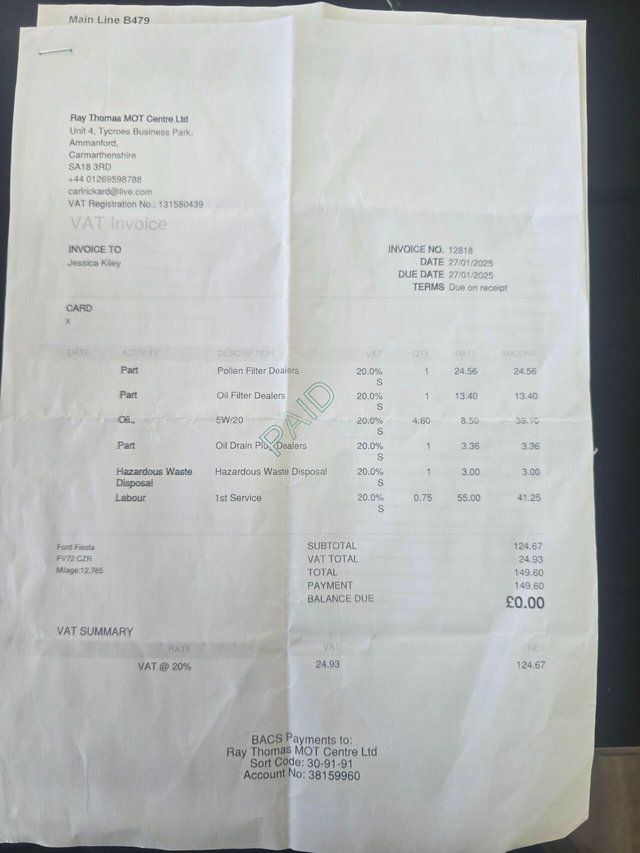 Main Line B479
Ray Thomas MOT Centre Ltd
Unit 4, Tycroes Business Park,
Ammanford,
Carmarthenshire
SA18 3RD
+44 01269598788
carlrickard@live.com
VAT Registration No.: 131580439
VAT Invoice
INVOICE TO
Jessica Kiley
INVOICE NO. 12818
DATE 27/01/2025
DUE DATE 27/01/2025
TERMS Due on receipt
CARD
x
DATE ACTIVITY DESCRIPTION VAT QTY RATE AMOUNT
Part Pollen Filter Dealers 20.0% S 1 24.56 24.56
Part Oil Filter Dealers 20.0% S 1 13.40 13.40
Oil., 5W/20 20.0% S 4.60 8.50 39.10
Part Oil Drain Plug Dealers 20.0% S 1 3.36 3.36
Hazardous Waste Disposal Hazardous Waste Disposal 20.0% S 1 3.00 3.00
Labour 1st Service 20.0% S 0.75 55.00 41.25
PAID
Ford Fiesta
FV72 CZR
Milage:12,765
SUBTOTAL 124.67
VAT TOTAL 24.93
TOTAL 149.60
PAYMENT 149.60
BALANCE DUE £0.00
VAT SUMMARY
RATE VAT NET
VAT @ 20% 24.93 124.67
BACS Payments to:
Ray Thomas MOT Centre Ltd
Sort Code: 30-91-91
Account No: 38159960